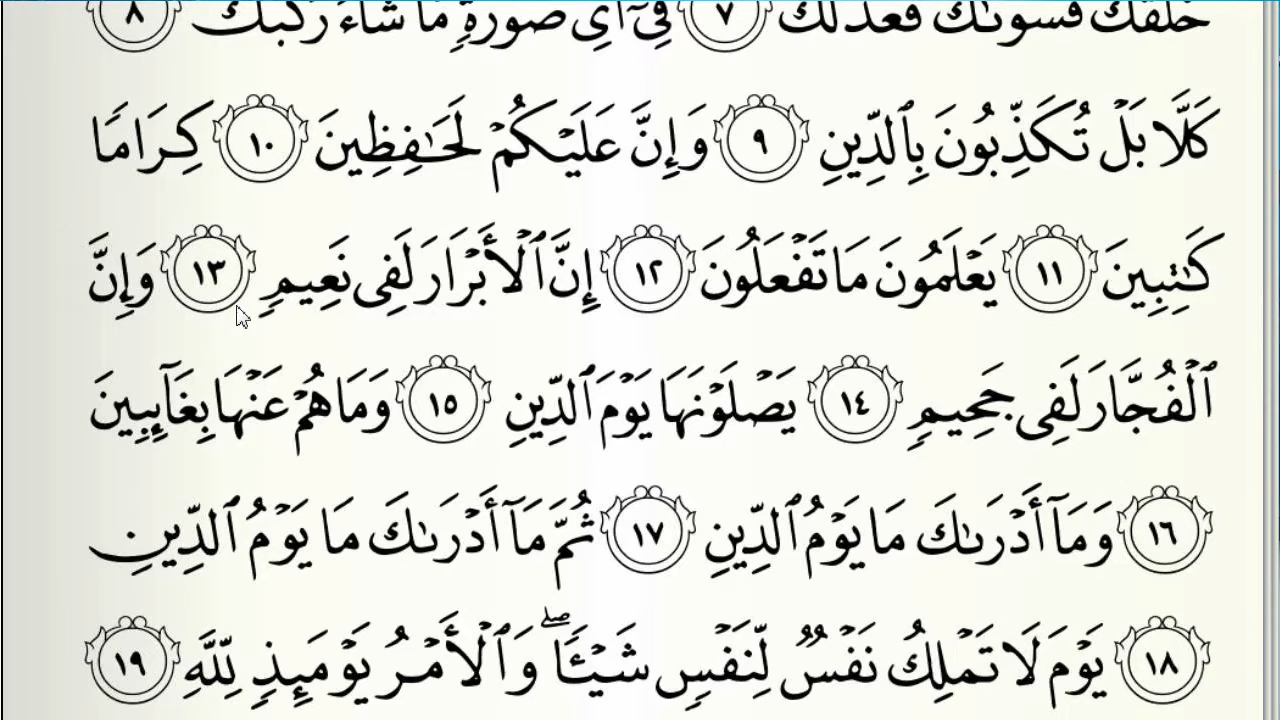 خَلَقَكَ فَسَوَّىٰكَ فَعَدَلَكَ ٧ فِىٓ أَىِّ صُورَةٍ مَّا شَآءَ رَكَّبَكَ ٨
كَلَّا بَلْ تُكَذِّبُونَ بِٱلدِّينِ ٩ وَإِنَّ عَلَيْكُمْ لَحَـٰفِظِينَ ١٠ كِرَامًا
كَـٰتِبِينَ ١١ يَعْلَمُونَ مَا تَفْعَلُونَ ١٢ إِنَّ ٱلْأَبْرَارَ لَفِى نَعِيمٍ ١٣ وَإِنَّ
ٱلْفُجَّارَ لَفِى جَحِيمٍ ١٤ يَصْلَوْنَهَا يَوْمَ ٱلدِّينِ ١٥ وَمَا هُمْ عَنْهَا بِغَآئِبِينَ
١٦ وَمَآ أَدْرَىٰكَ مَا يَوْمُ ٱلدِّينِ ١٧ ثُمَّ مَآ أَدْرَىٰكَ مَا يَوْمُ ٱلدِّينِ
١٨ يَوْمَ لَا تَمْلِكُ نَفْسٌ لِّنَفْسٍ شَيْـًٔا ۖ وَٱلْأَمْرُ يَوْمَئِذٍ لِّلَّهِ ١٩